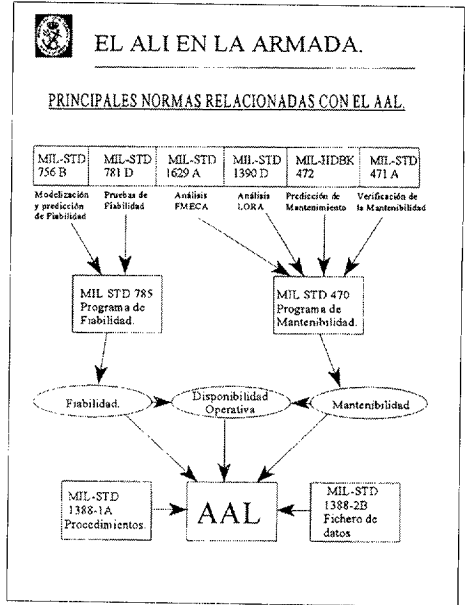 EL ALI EN LA ARMADA.
PRINCIPALES NORMAS RELACIONADAS CON EL AAL.
MIL-STD
756 B
MIL-STD
781 D
MIL-STD
1629 A
MIL-STD
1390 D
MIL-HDBK
472
MIL-STD
471 A
Modelización
y predicción
de Fiabilidad
Pruebas de
Fiabilidad
Análisis
FMECA
Análisis
LORA
Predicción de
Mantenimiento
Verificación de
la Mantenibilidad
MIL STD 785
Programa de
Fiabilidad.
MIL STD 470
Programa de
Mantenibilidad.
Fiabilidad.
Disponibilidad
Operativa
Mantenibilidad
MIL-STD
1388-1A
Procedimientos.
AAL
MIL-STD
1388-2B
Fichero de
datos